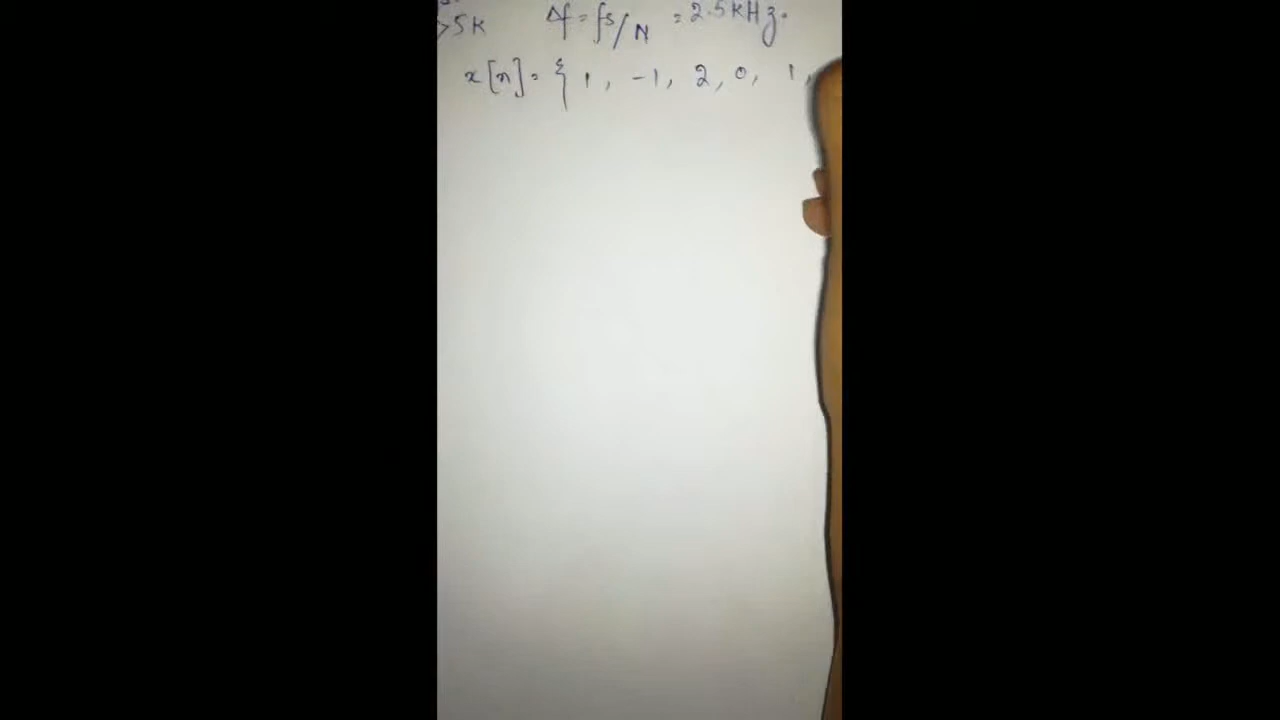 >5K Δf = fs/N = 2.5KHz.
x[n] = { 1, -1, 2, 0, 1,